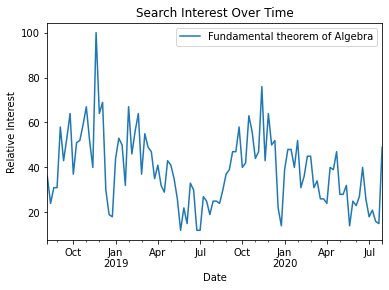 Search Interest Over Time
Fundamental theorem of Algebra
Relative Interest
100
80
60
40
20
Oct
Jan
2019
Apr
Jul
Oct
Jan
2020
Apr
Jul
Date